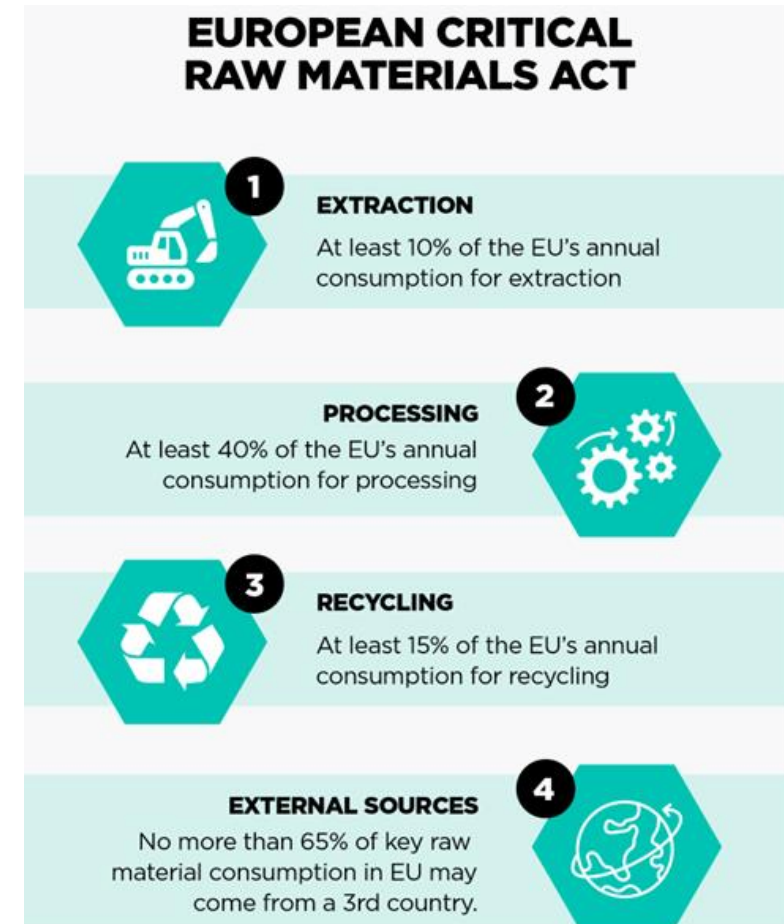 EUROPEAN CRITICAL
RAW MATERIALS ACT
1
EXTRACTION
At least 10% of the EU's annual
consumption for extraction
2
PROCESSING
At least 40% of the EU's annual
consumption for processing
3
RECYCLING
At least 15% of the EU's annual
consumption for recycling
4
EXTERNAL SOURCES
No more than 65% of key raw
material consumption in EU may
come from a 3rd country.